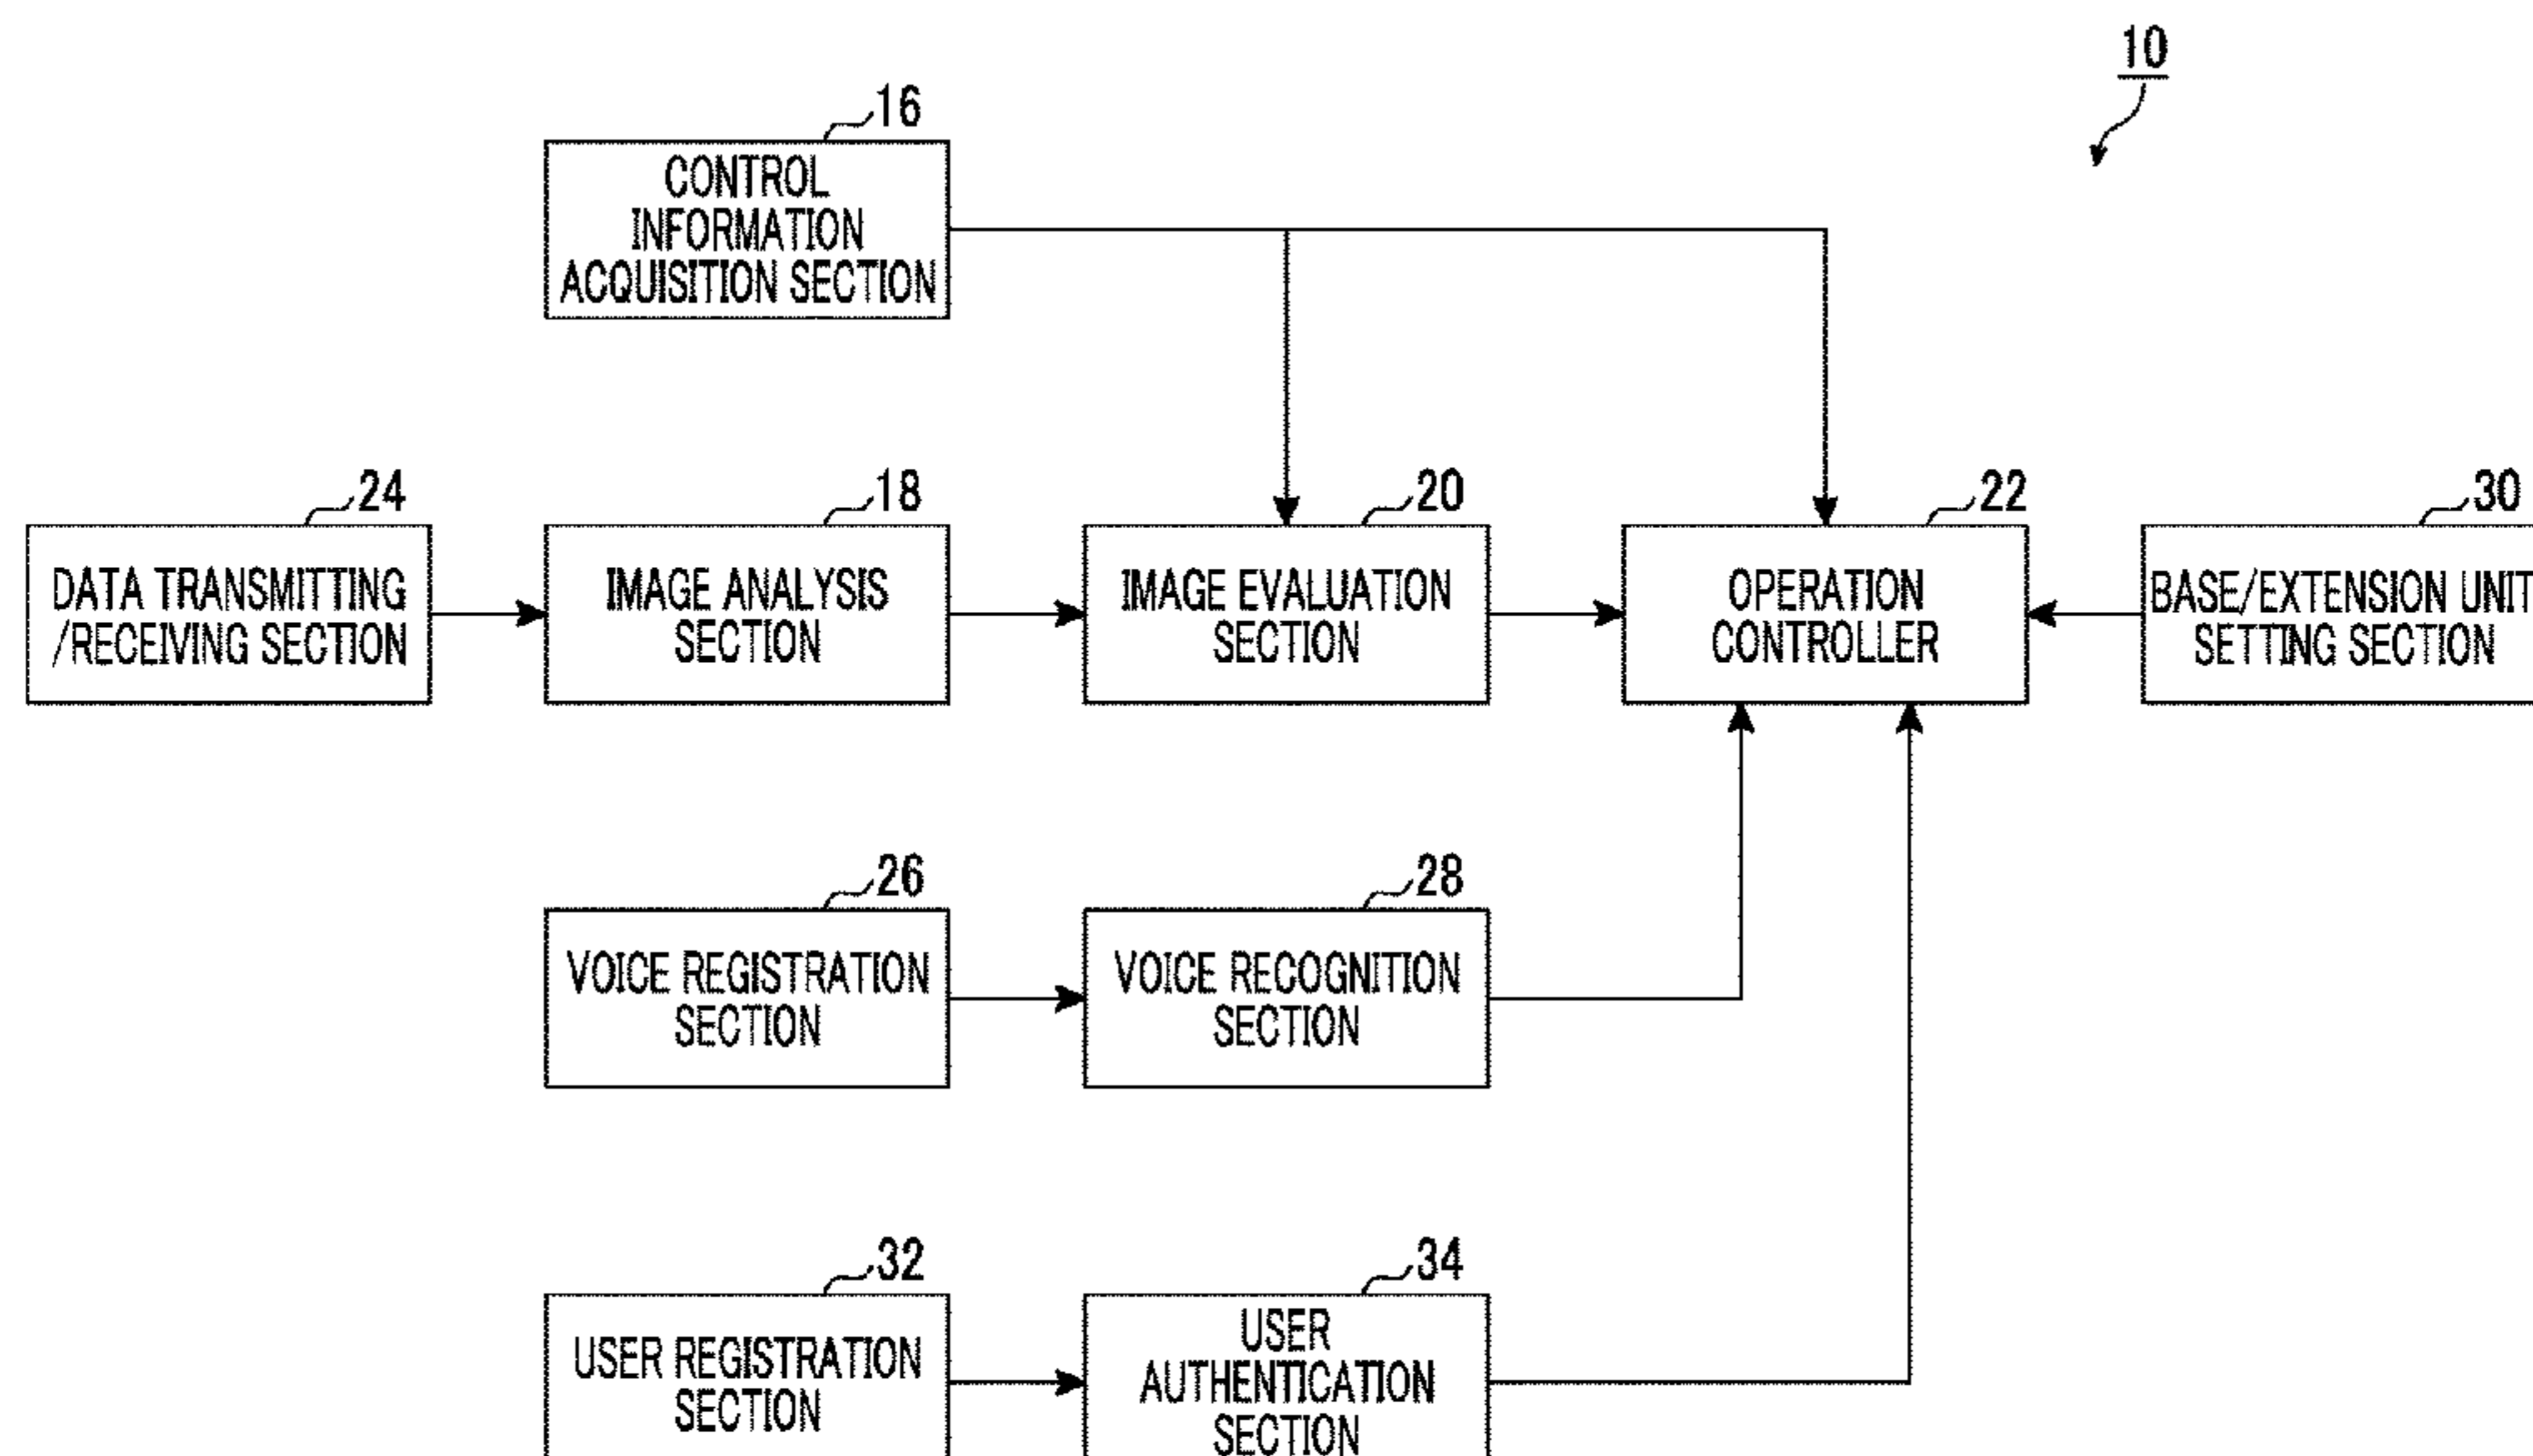 10
16
CONTROL
INFORMATION
ACQUISITION SECTION
24
DATA TRANSMITTING
/RECEIVING SECTION
18
IMAGE ANALYSIS
SECTION
20
IMAGE EVALUATION
SECTION
22
OPERATION
CONTROLLER
30
BASE/EXTENSION UNIT
SETTING SECTION
26
VOICE REGISTRATION
SECTION
28
VOICE RECOGNITION
SECTION
32
USER REGISTRATION
SECTION
34
USER
AUTHENTICATION
SECTION